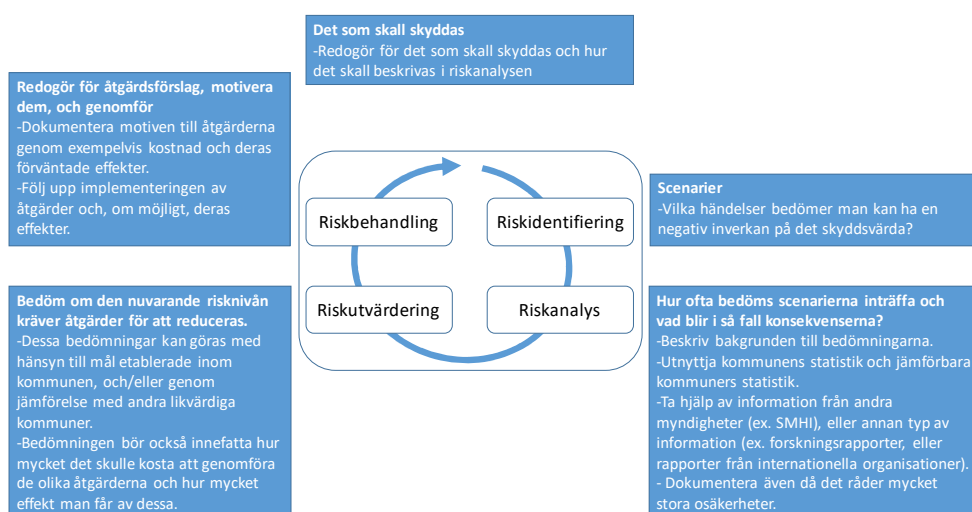 Det som skall skyddas
-Redogör för det som skall skyddas och hur
det skall beskrivas i riskanalysen
Redogör för åtgärdsförslag, motivera
dem, och genomför
-Dokumentera motiven till åtgärderna
genom exempelvis kostnad och deras
förväntade effekter.
-Följ upp implementeringen av
åtgärder och, om möjligt, deras
effekter.
Riskbehandling
Riskidentifiering
Scenarier
-Vilka händelser bedömer man kan ha en
negativ inverkan på det skyddsvärda?
Bedöm om den nuvarande risknivån
kräver åtgärder för att reduceras.
-Dessa bedömningar kan göras med
hänsyn till mål etablerade inom
kommunen, och/eller genom
jämförelse med andra likvärdiga
kommuner.
-Bedömningen bör också innefatta hur
mycket det skulle kosta att genomföra
de olika åtgärderna och hur mycket
effekt man får av dessa.
Riskutvärdering
Riskanalys
Hur ofta bedöms scenarierna inträffa och
vad blir i så fall konsekvenserna?
-Beskriv bakgrunden till bedömningarna.
-Utnyttja kommunens statistik och jämförbara
kommuners statistik.
-Ta hjälp av information från andra
myndigheter (ex. SMHI), eller annan typ av
information (ex. forskningsrapporter, eller
rapporter från internationella organisationer).
- Dokumentera även då det råder mycket
stora osäkerheter.